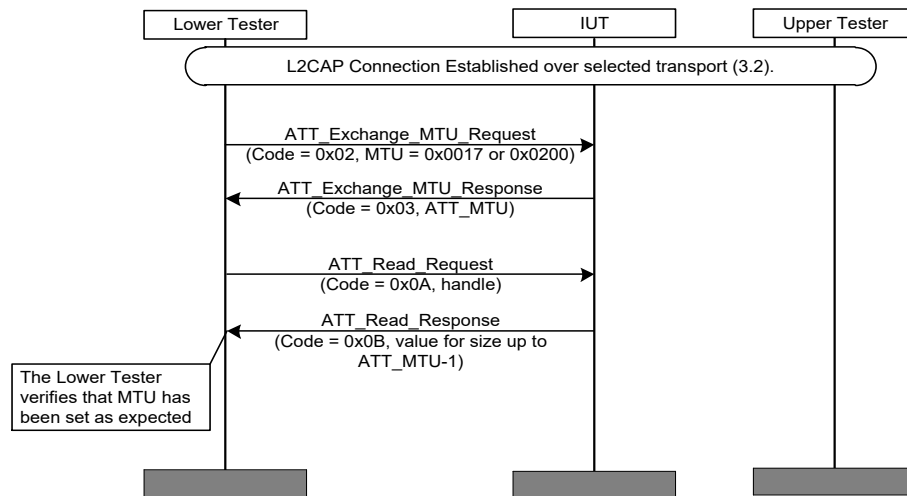 Lower Tester
IUT
Upper Tester
L2CAP Connection Established over selected transport (3.2).
ATT_Exchange_MTU_Request
(Code = 0x02, MTU = 0x0017 or 0x0200)
ATT_Exchange_MTU_Response
(Code = 0x03, ATT_MTU)
ATT_Read_Request
(Code = 0x0A, handle)
ATT_Read_Response
(Code = 0x0B, value for size up to
ATT_MTU-1)
The Lower Tester
verifies that MTU has
been set as expected